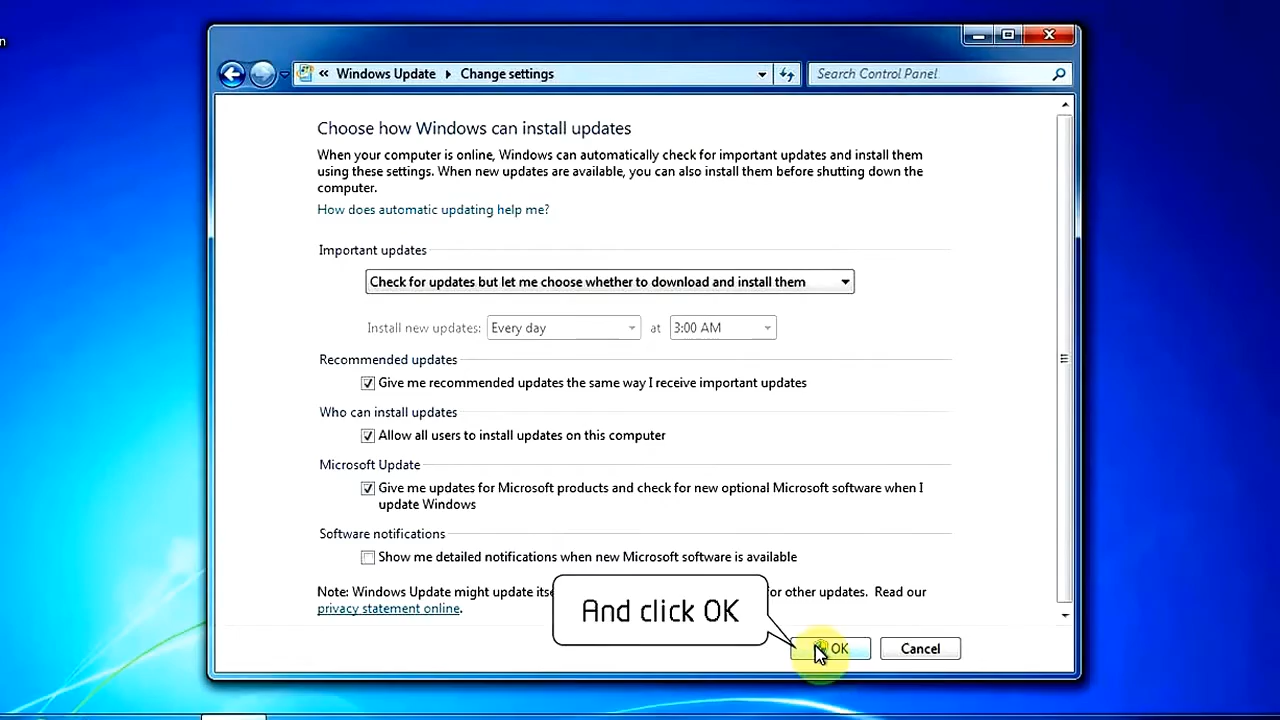 n
« Windows Update ▸ Change settings
Search Control Panel
Choose how Windows can install updates
When your computer is online, Windows can automatically check for important updates and install them
using these settings. When new updates are available, you can also install them before shutting down the
computer.
How does automatic updating help me?
Important updates
Check for updates but let me choose whether to download and install them
Install new updates: Every day at 3:00 AM
Recommended updates
Give me recommended updates the same way I receive important updates
Who can install updates
Allow all users to install updates on this computer
Microsoft Update
Give me updates for Microsoft products and check for new optional Microsoft software when I
update Windows
Software notifications
Show me detailed notifications when new Microsoft software is available
Note: Windows Update might update itse
or other updates. Read our
privacy statement online.
And click OK
OK
Cancel